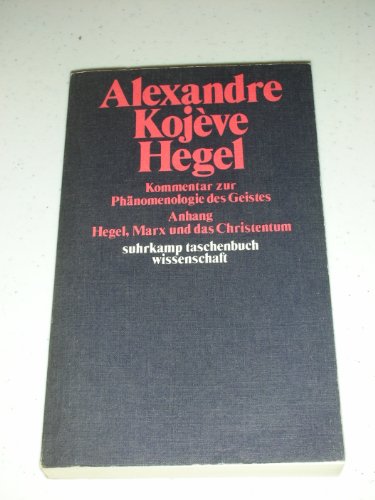 Alexandre
Kojève
Hegel
Kommentar zur
Phänomenologie des Geistes
Anhang
Hegel, Marx und das Christentum
suhrkamp taschenbuch
wissenschaft